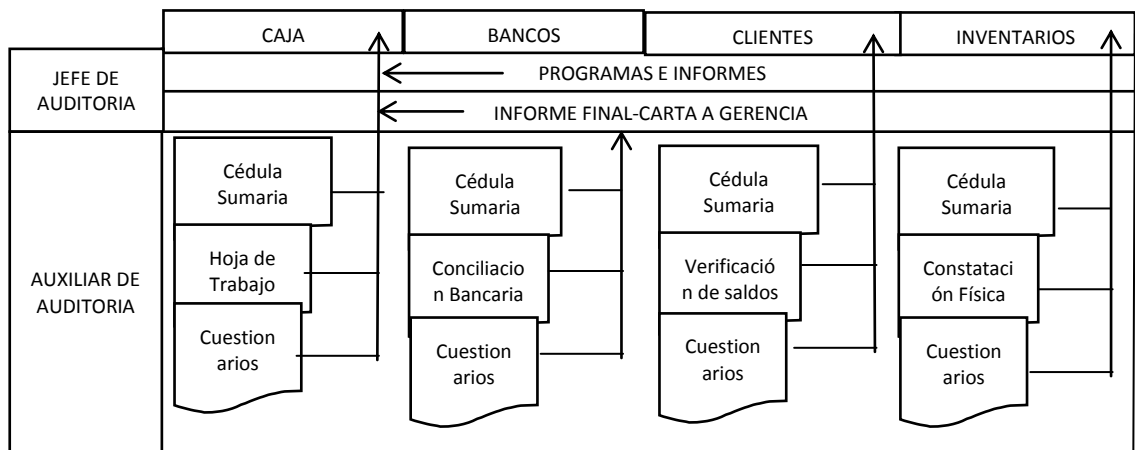 CAJA
BANCOS
CLIENTES
INVENTARIOS
JEFE DE
AUDITORIA
PROGRAMAS E INFORMES
INFORME FINAL-CARTA A GERENCIA
AUXILIAR DE
AUDITORIA
Cédula
Sumaria
Hoja de
Trabajo
Cuestion
arios
Cédula
Sumaria
Conciliacio
n Bancaria
Cuestion
arios
Cédula
Sumaria
Verificació
n de saldos
Cuestion
arios
Cédula
Sumaria
Constataci
ón Física
Cuestion
arios